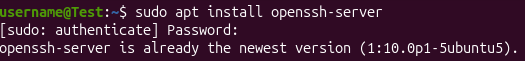 username@Test:~$ sudo apt install openssh-server
[sudo: authenticate] Password:
openssh-server is already the newest version (1:10.0p1-5ubuntu5).